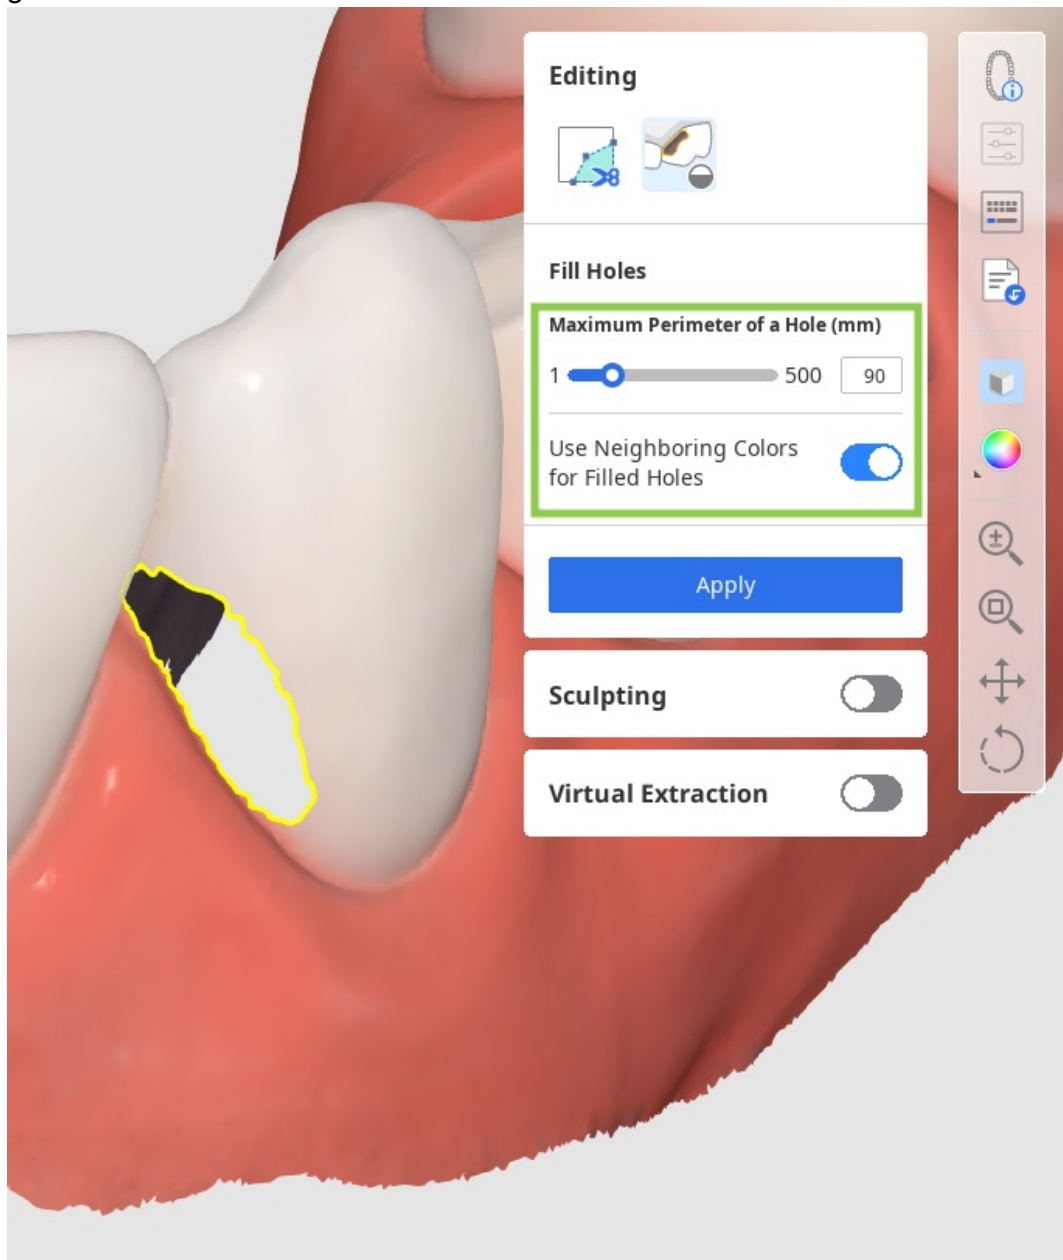 Editing
Fill Holes
Maximum Perimeter of a Hole (mm)
1 500 90
Use Neighboring Colors
for Filled Holes
Apply
Sculpting
Virtual Extraction